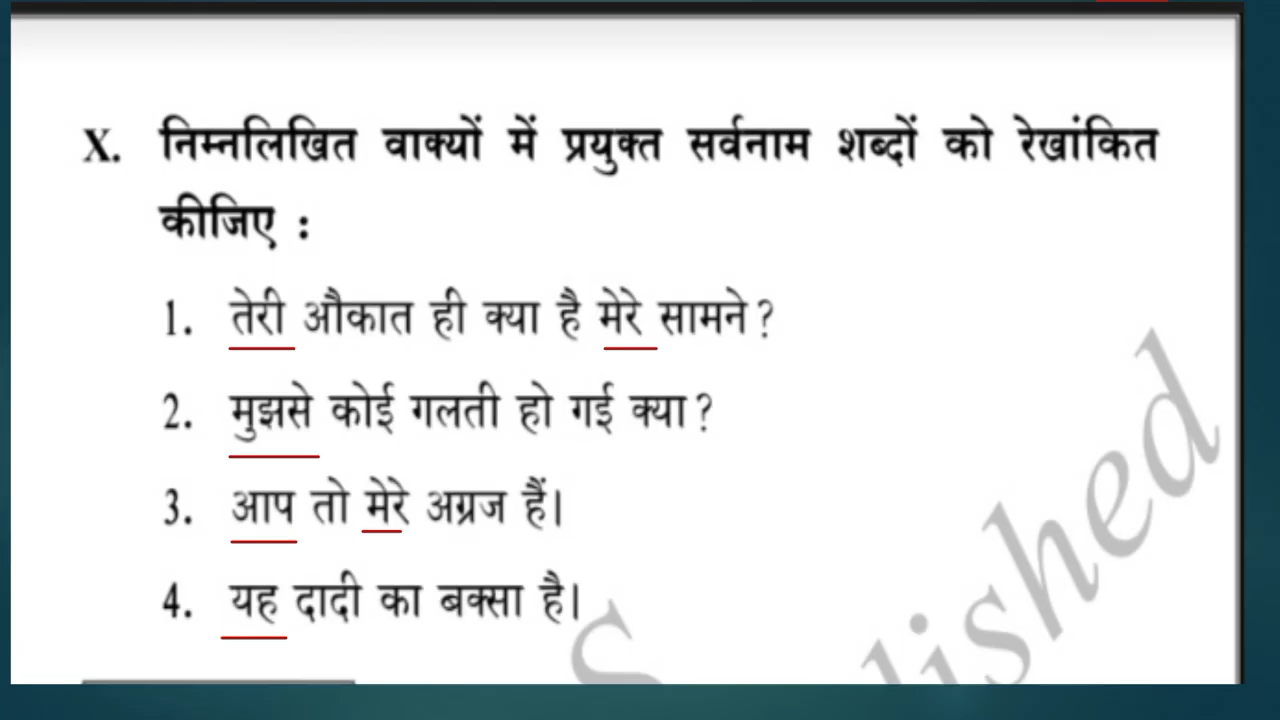 X. निम्नलिखित वाक्यों में प्रयुक्त सर्वनाम शब्दों को रेखांकित
कीजिए :
1. तेरी औकात ही क्या है मेरे सामने?
2. मुझसे कोई गलती हो गई क्या?
3. आप तो मेरे अग्रज हैं।
4. यह दादी का बक्सा है।